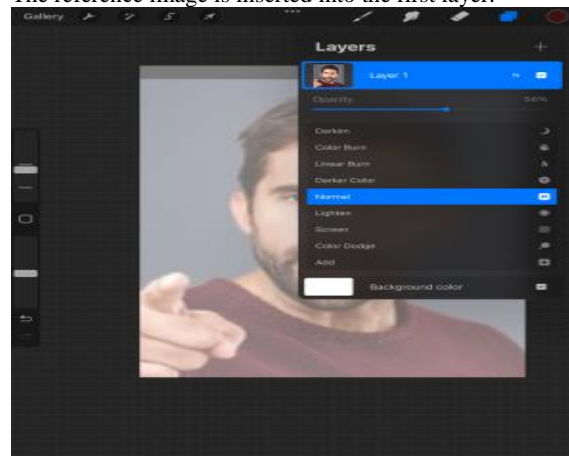 The reference image is inserted into the first layer.
Gallery
Layers
Layer 1
N
Opacity
Darken
Color Burn
Linear Burn
Darker Color
Normal
Lighten
Screen
Color Dodge
Add
Background color